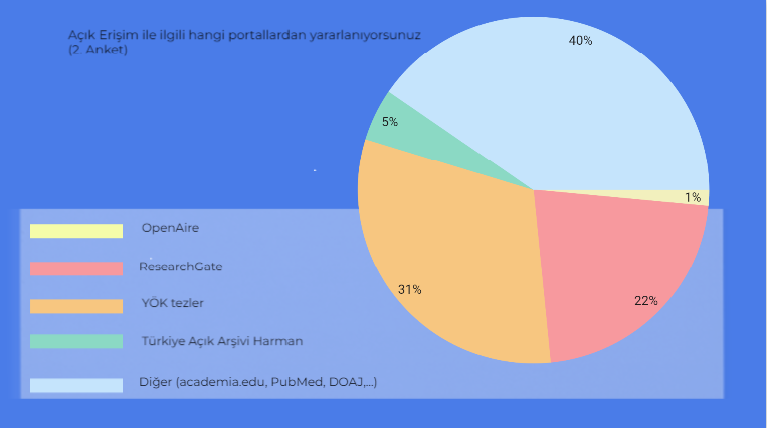 Açık Erişim ile ilgili hangi portallardan yararlanıyorsunuz
(2. Anket)
40%
5%
1%
31%
22%
OpenAire
ResearchGate
YÖK tezler
Türkiye Açık Arşivi Harman
Diğer (academia.edu, PubMed, DOAJ,...)